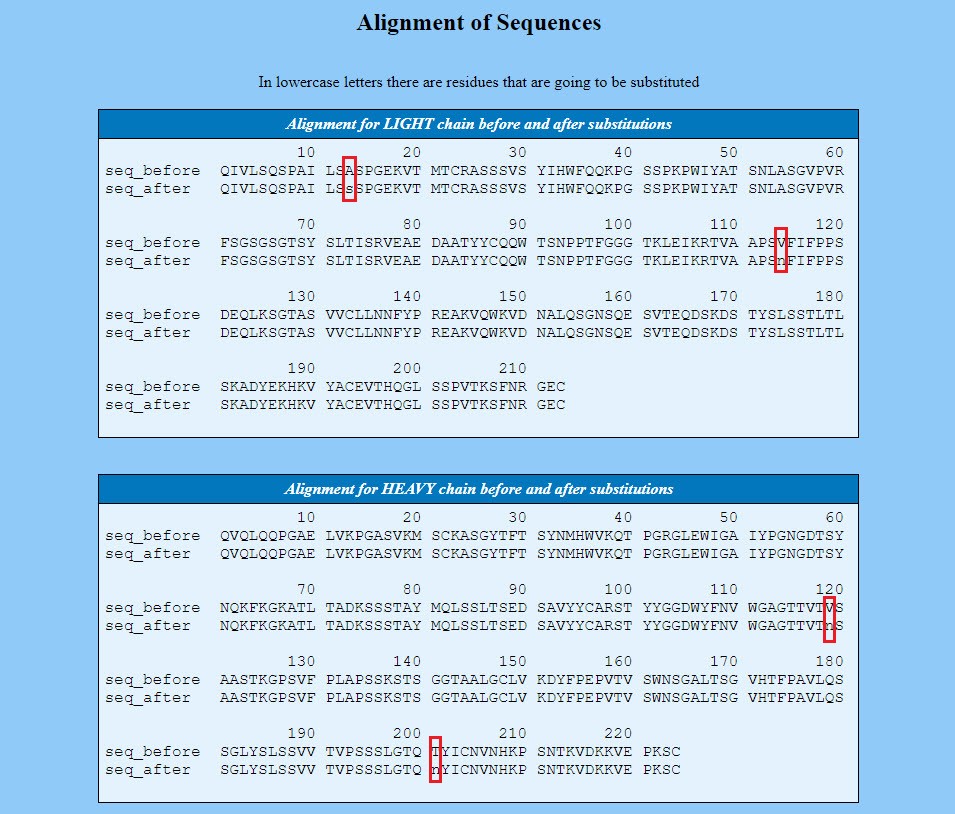 Alignment of Sequences
In lowercase letters there are residues that are going to be substituted
Alignment for LIGHT chain before and after substitutions
10 20 30 40 50 60
seq_before QIVLSQSPAI LSASPGEKVT MTCRASSSVS YIHWFQQKPG SSPKPWIYAT SNLASGVPVR
seq_after QIVLSQSPAI LSsSPGEKVT MTCRASSSVS YIHWFQQKPG SSPKPWIYAT SNLASGVPVR
70 80 90 100 110 120
seq_before FSGSGSGTSY SLTISRVEAE DAATYYCQQW TSNPPTFGGG TKLEIKRTVA APSVFIFPPS
seq_after FSGSGSGTSY SLTISRVEAE DAATYYCQQW TSNPPTFGGG TKLEIKRTVA APSnFIFPPS
130 140 150 160 170 180
seq_before DEQLKSGTAS VVCLLNNFYP REAKVQWKVD NALQSGNSQE SVTEQDSKDS TYSLSSTLTL
seq_after DEQLKSGTAS VVCLLNNFYP REAKVQWKVD NALQSGNSQE SVTEQDSKDS TYSLSSTLTL
190 200 210
seq_before SKADYEKHKV YACEVTHQGL SSPVTKSFNR GEC
seq_after SKADYEKHKV YACEVTHQGL SSPVTKSFNR GEC
Alignment for HEAVY chain before and after substitutions
10 20 30 40 50 60
seq_before QVQLQQPGAE LVKPGASVKM SCKASGYTFT SYNMHWVKQT PGRGLEWIGA IYPGNGDTSY
seq_after QVQLQQPGAE LVKPGASVKM SCKASGYTFT SYNMHWVKQT PGRGLEWIGA IYPGNGDTSY
70 80 90 100 110 120
seq_before NQKFKGKATL TADKSSSTAY MQLSSLTSED SAVYYCARST YYGGDWYFNV WGAGTTVTVS
seq_after NQKFKGKATL TADKSSSTAY MQLSSLTSED SAVYYCARST YYGGDWYFNV WGAGTTVTnS
130 140 150 160 170 180
seq_before AASTKGPSVF PLAPSSKSTS GGTAALGCLV KDYFPEPVTV SWNSGALTSG VHTFPAVLQS
seq_after AASTKGPSVF PLAPSSKSTS GGTAALGCLV KDYFPEPVTV SWNSGALTSG VHTFPAVLQS
190 200 210 220
seq_before SGLYSLSSVV TVPSSSLGTQ TYICNVNHKP SNTKVDKKVE PKSC
seq_after SGLYSLSSVV TVPSSSLGTQ nYICNVNHKP SNTKVDKKVE PKSC